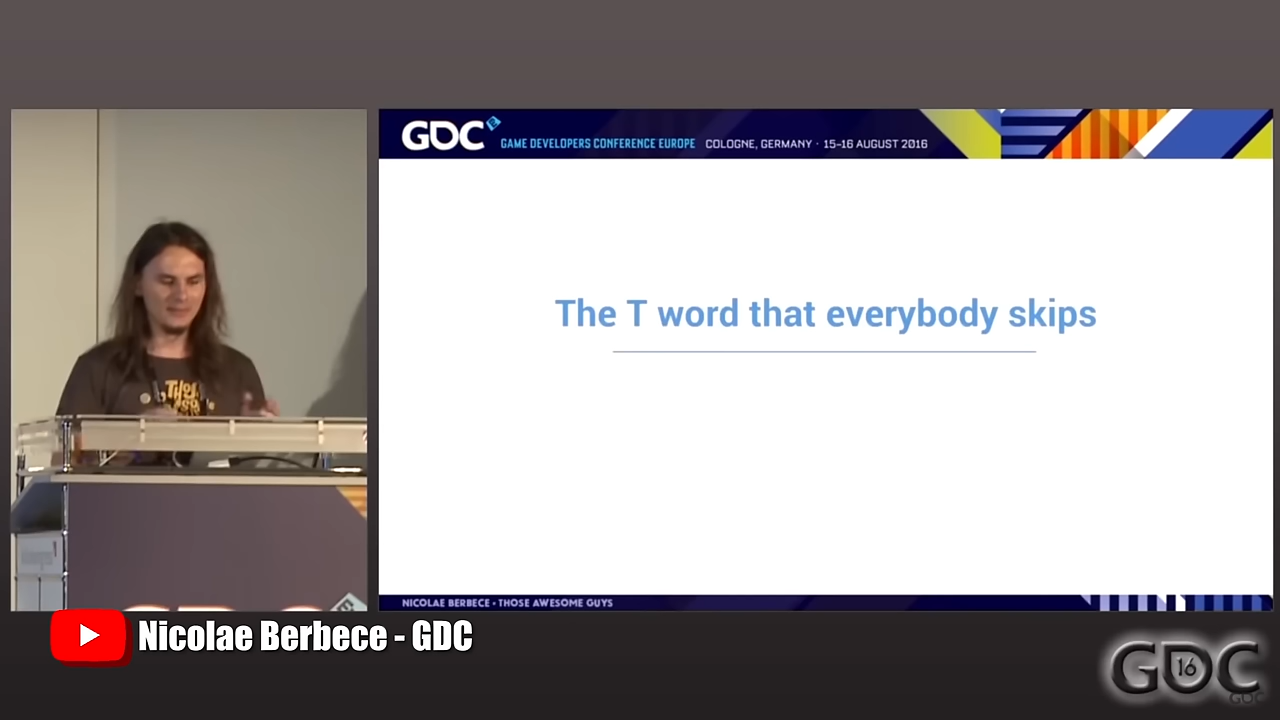 GDC
GAME DEVELOPERS CONFERENCE EUROPE COLOGNE, GERMANY · 15-16 AUGUST 2016
The T word that everybody skips
NICOLAE BERBECE • THOSE AWESOME GUYS
Nicolae Berbece - GDC
GDC
16
GDC